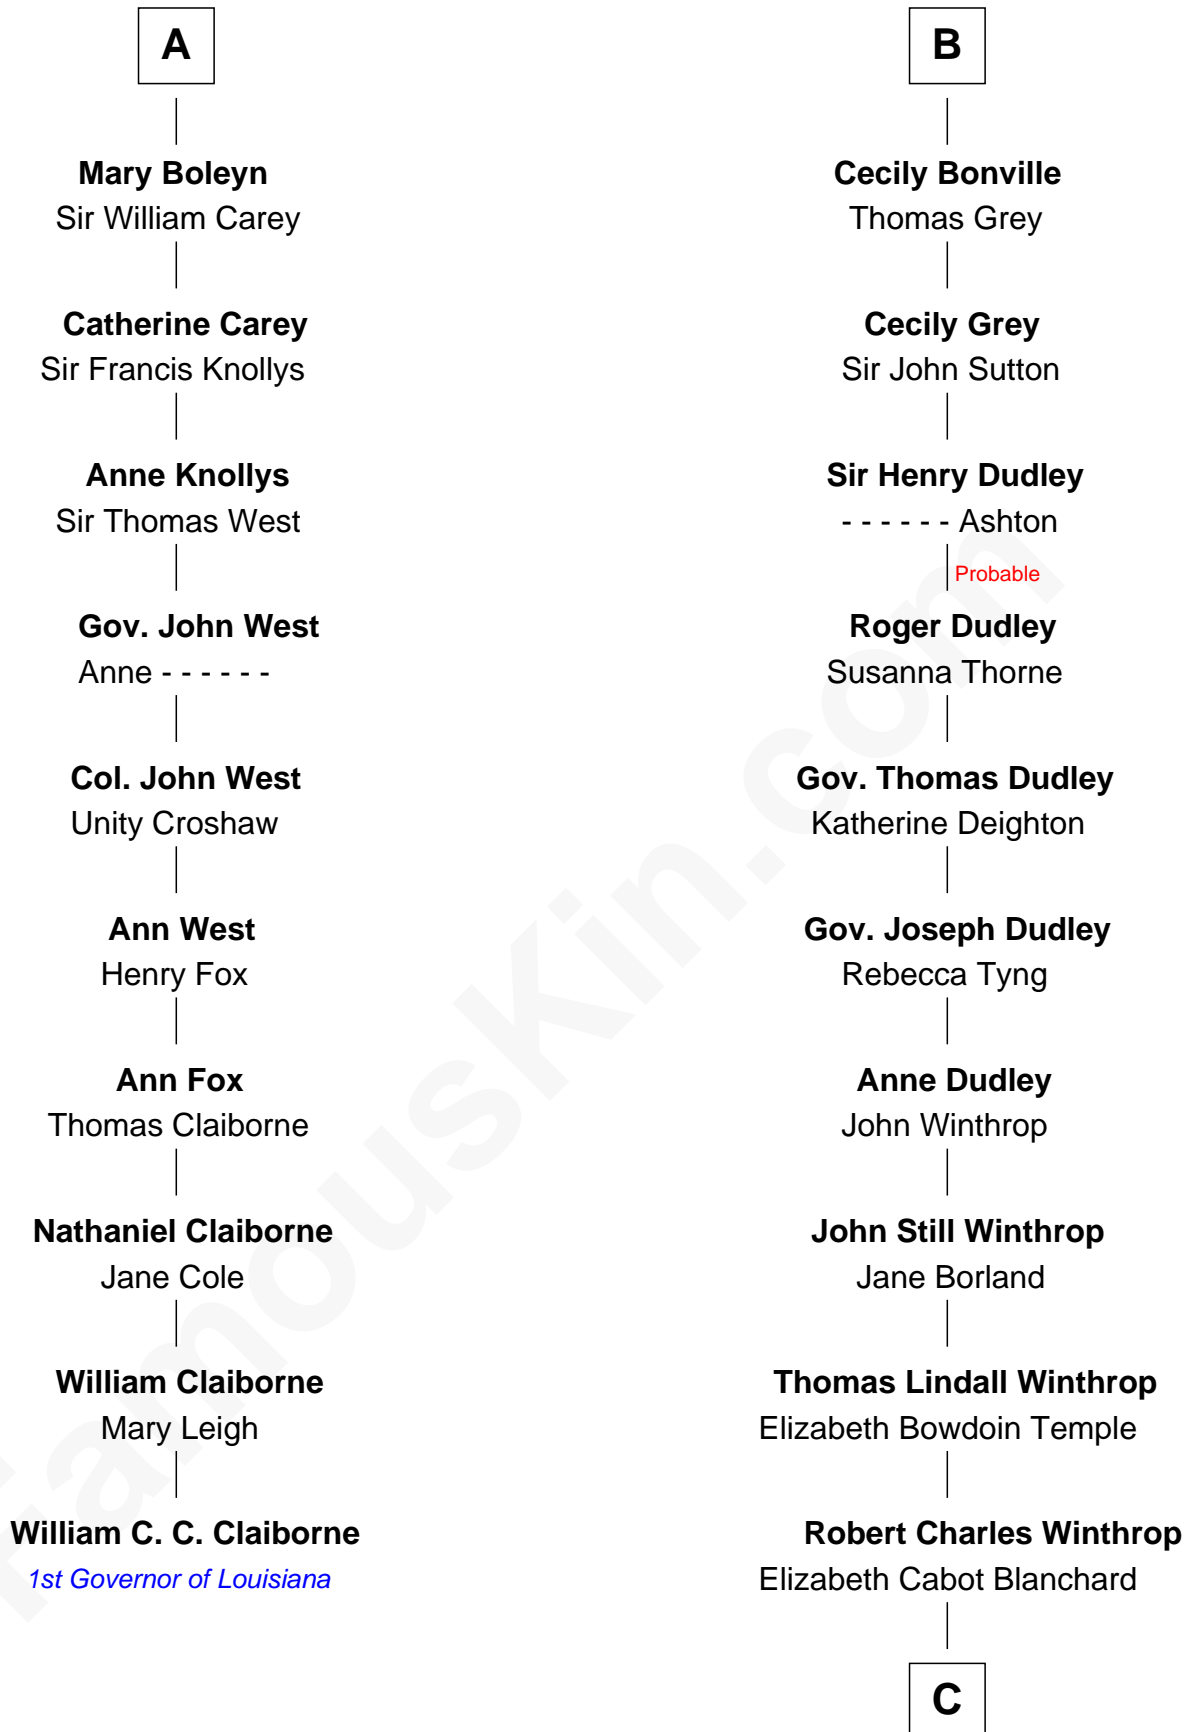 A
Mary Boleyn
Sir William Carey
Catherine Carey
Sir Francis Knollys
Anne Knollys
Sir Thomas West
Gov. John West
Anne - - - - - -
Col. John West
Unity Croshaw
Ann West
Henry Fox
Ann Fox
Thomas Claiborne
Nathaniel Claiborne
Jane Cole
William Claiborne
Mary Leigh
William C. C. Claiborne
1st Governor of Louisiana
B
Cecily Bonville
Thomas Grey
Cecily Grey
Sir John Sutton
Sir Henry Dudley
- - - - - - Ashton
Probable
Roger Dudley
Susanna Thorne
Gov. Thomas Dudley
Katherine Deighton
Gov. Joseph Dudley
Rebecca Tyng
Anne Dudley
John Winthrop
John Still Winthrop
Jane Borland
Thomas Lindall Winthrop
Elizabeth Bowdoin Temple
Robert Charles Winthrop
Elizabeth Cabot Blanchard
C
FamousKin.com